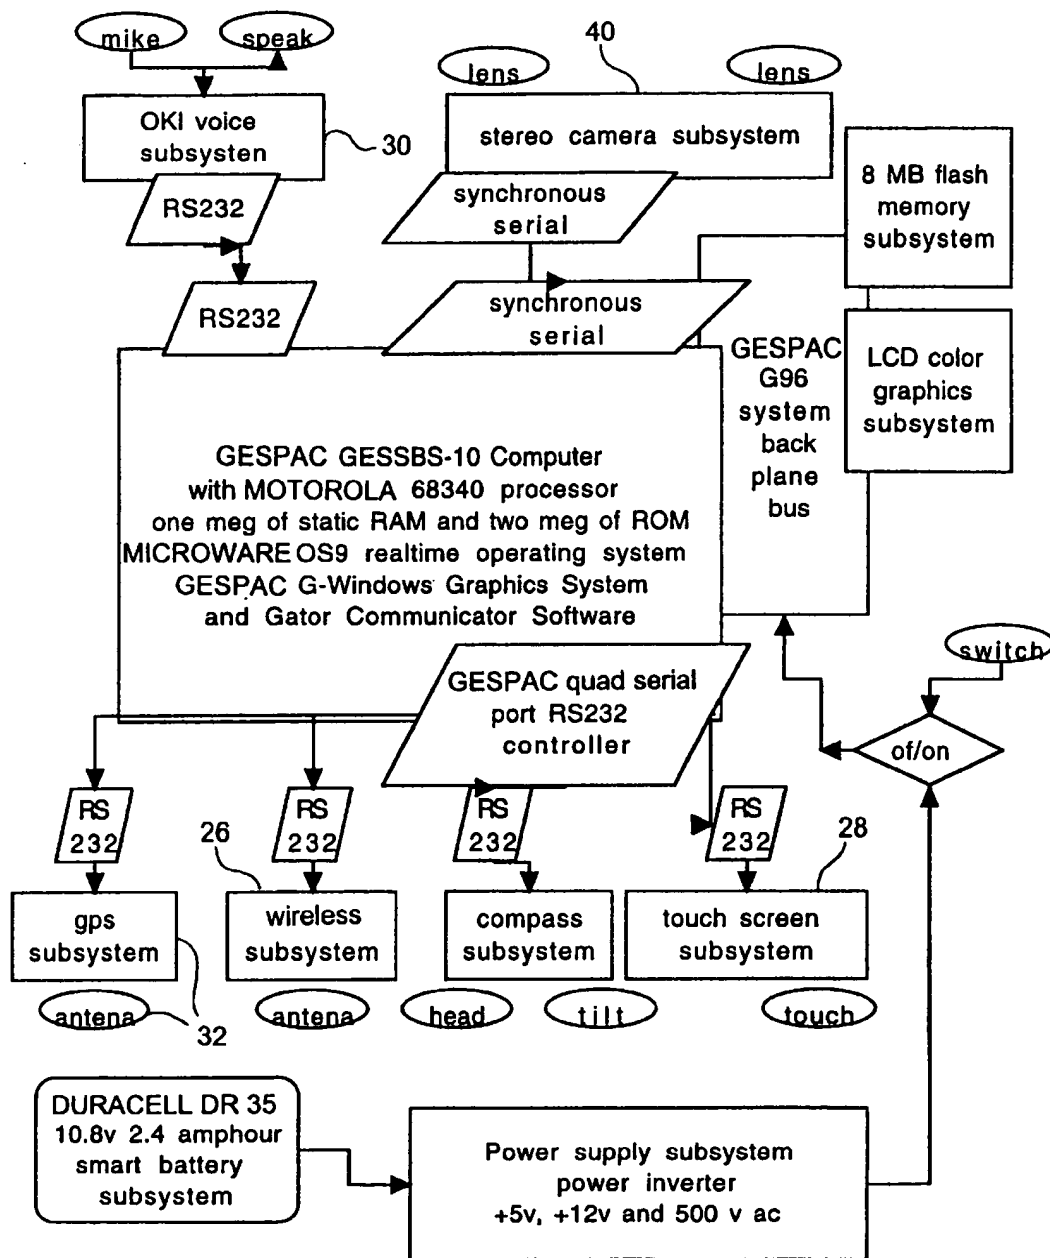 mike
speak
40
lens
lens
OKI voice
subsysten
30
stereo camera subsystem
8 MB flash
memory
subsystem
RS232
synchronous
serial
RS232
synchronous
serial
GESPAC
G96
system
back
plane
bus
LCD color
graphics
subsystem
GESPAC GESSBS-10 Computer
with MOTOROLA 68340 processor
one meg of static RAM and two meg of ROM
MICROWARE OS9 realtime operating system
GESPAC G-Windows Graphics System
and Gator Communicator Software
switch
GESPAC quad serial
port RS232
controller
of/on
RS
232
RS
232
RS
232
RS
232
26
28
gps
subsystem
wireless
subsystem
compass
subsystem
touch screen
subsystem
antena
32
antena
head
tilt
touch
DURACELL DR 35
10.8v 2.4 amphour
smart battery
subsystem
Power supply subsystem
power inverter
+5v, +12v and 500 v ac